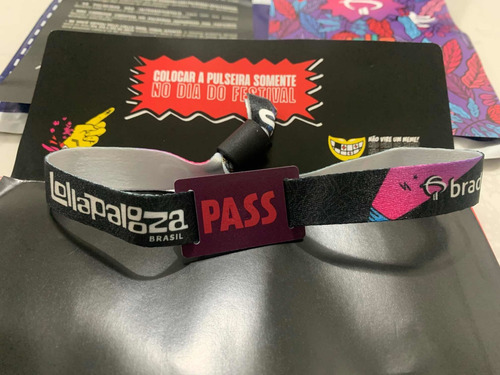 COLOCAR A PULSEIRA SOMENTE
NO DIA DO FESTIVAL
NÃO VIRE UM MEME!
Lollapalooza
BRASIL
PASS
brad